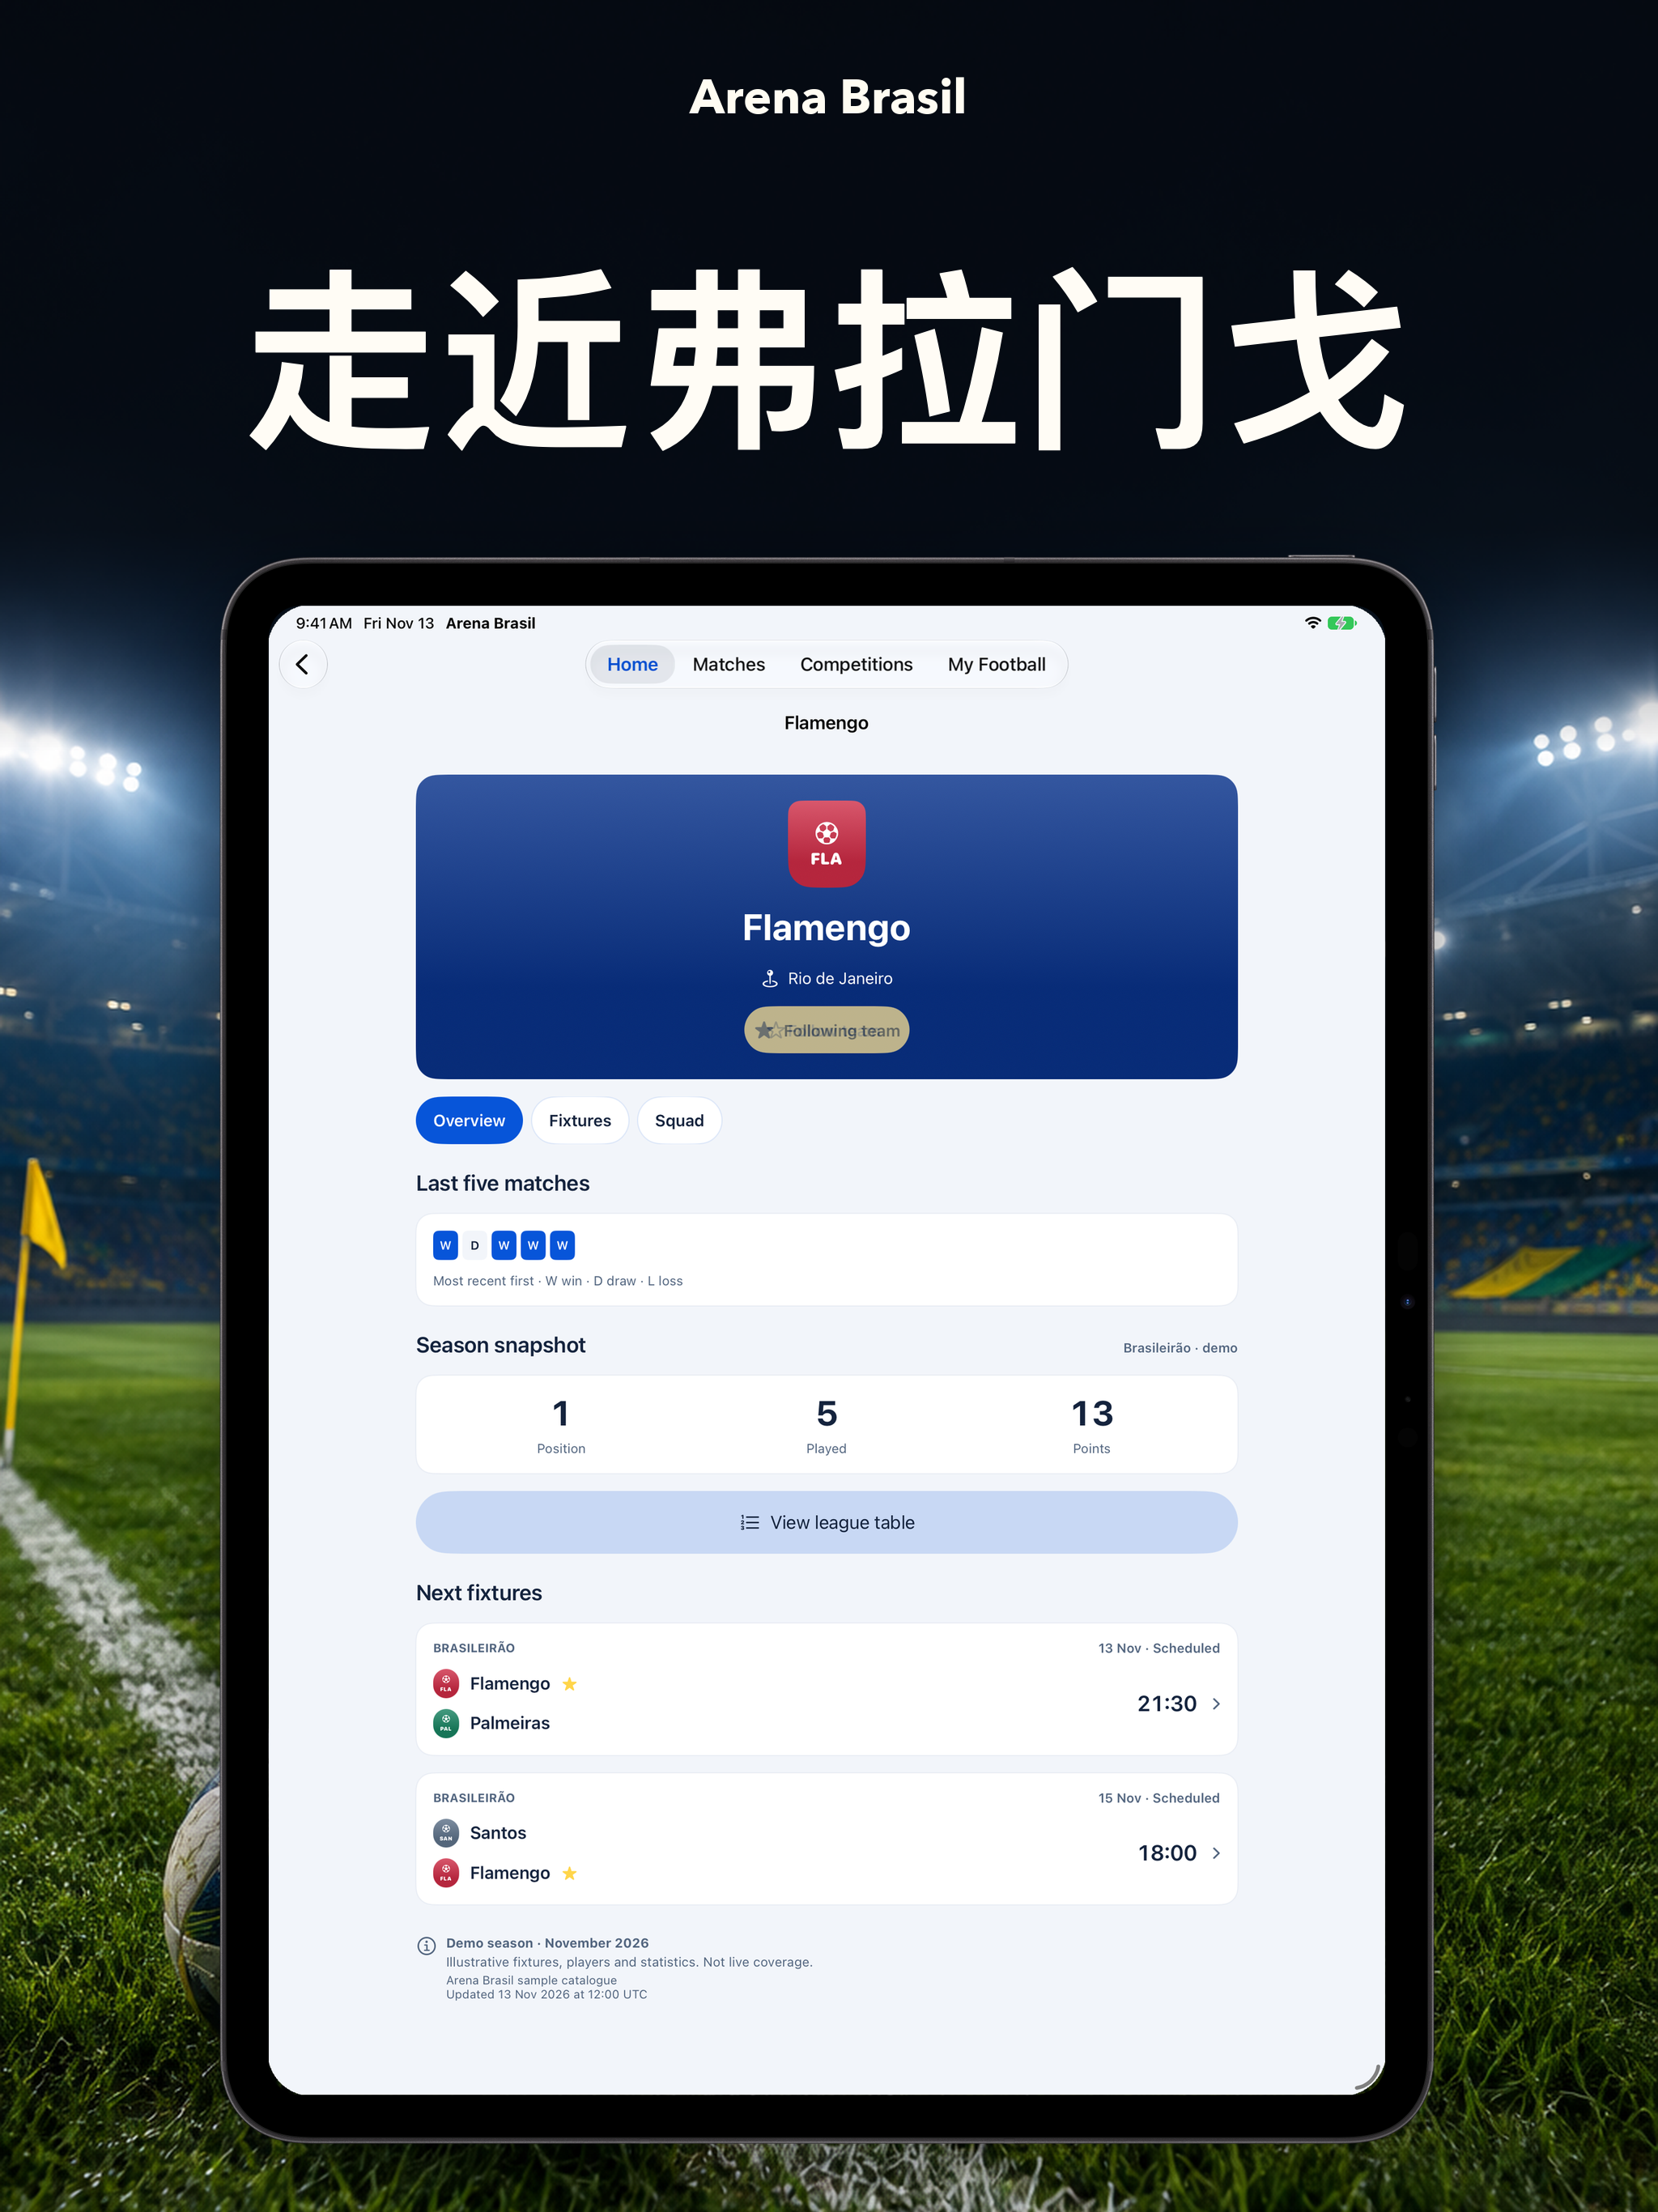 Arena Brasil
走近弗拉门戈
9:41 AM Fri Nov 13 Arena Brasil
Home Matches Competitions My Football
Flamengo
FLA
Flamengo
Rio de Janeiro
Following team
Overview Fixtures Squad
Last five matches
W D W W W
Most recent first · W win · D draw · L loss
Season snapshot Brasileirão · demo
1 5 13
Position Played Points
View league table
Next fixtures
BRASILEIRÃO 13 Nov · Scheduled
FLA Flamengo
21:30
PAL Palmeiras
BRASILEIRÃO 15 Nov · Scheduled
SAN Santos
18:00
FLA Flamengo
Demo season · November 2026
Illustrative fixtures, players and statistics. Not live coverage.
Arena Brasil sample catalogue
Updated 13 Nov 2026 at 12:00 UTC